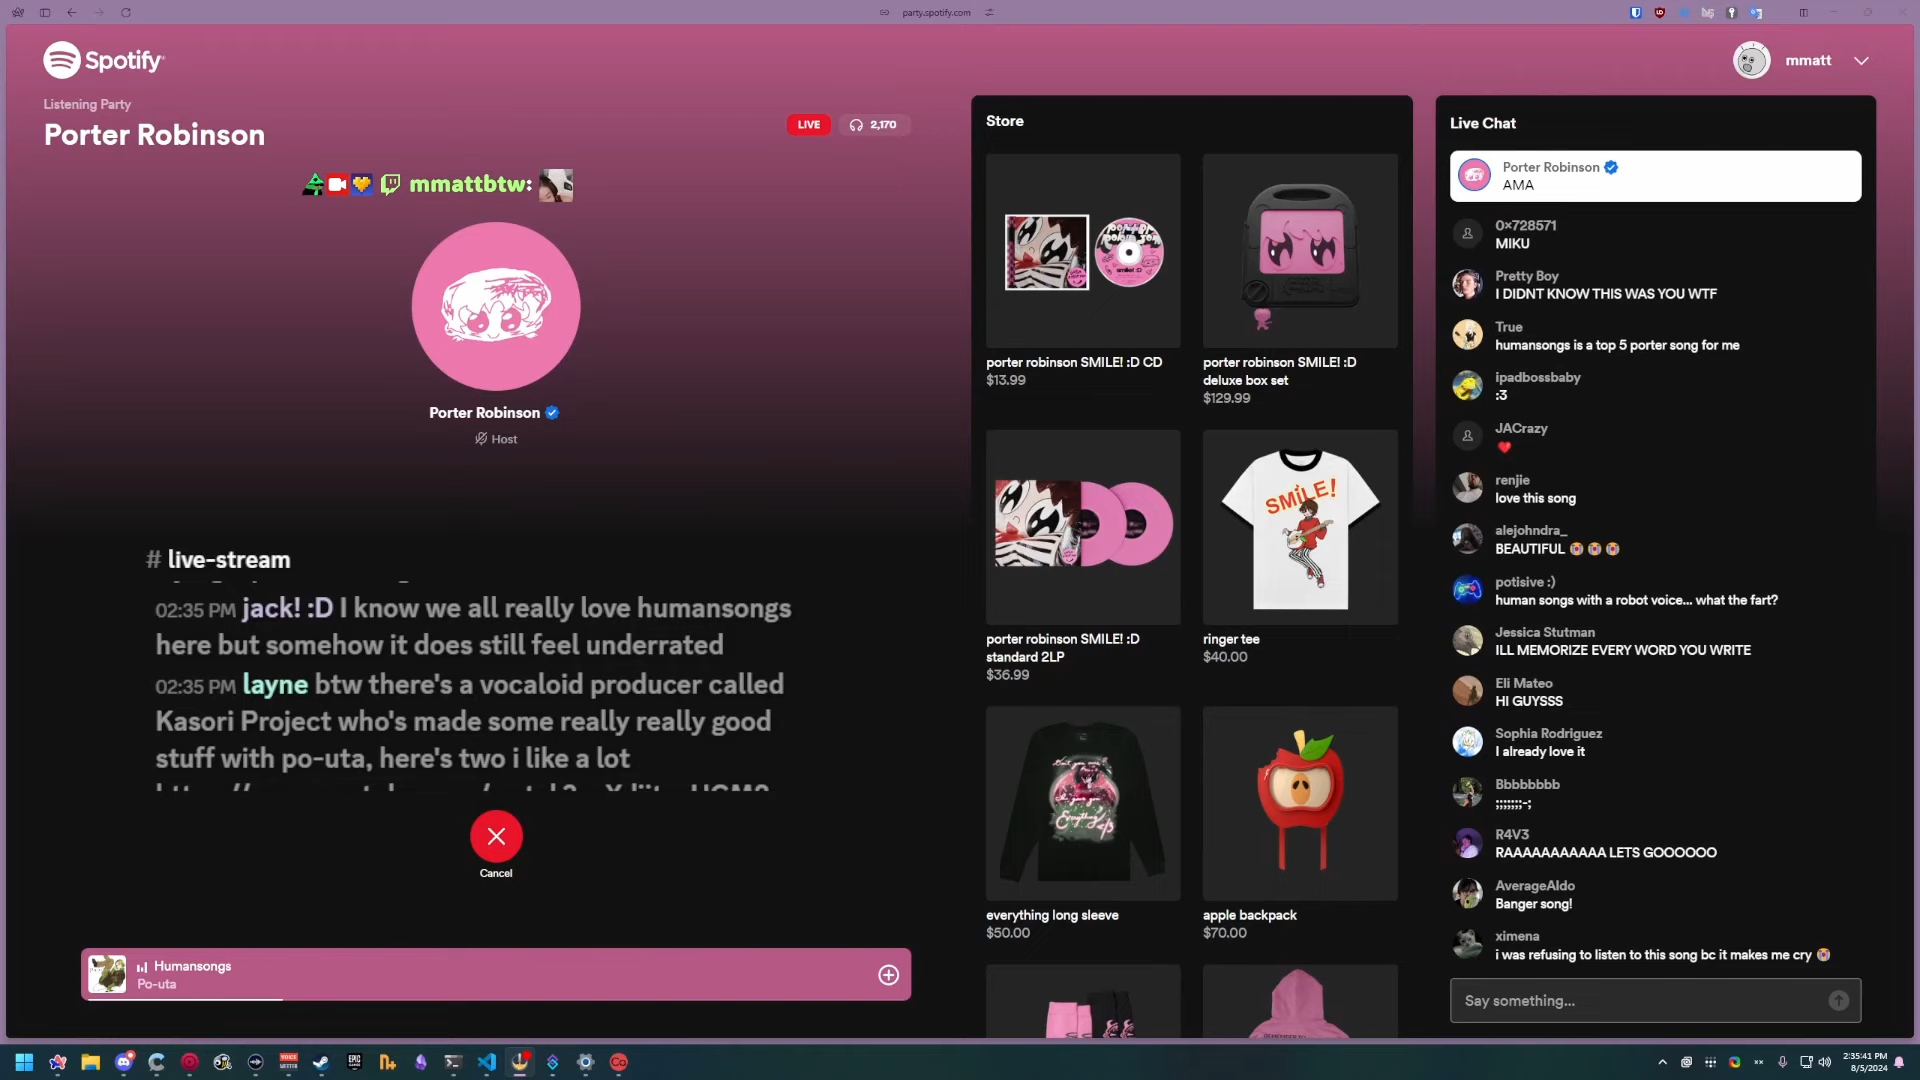 party.spotify.com
Spotify
mmatt
Listening Party
Porter Robinson
LIVE
2,170
mmattbtw:
Porter Robinson
Host
# live-stream
02:35 PM jack! :D I know we all really love humansongs
here but somehow it does still feel underrated
02:35 PM layne btw there's a vocaloid producer called
Kasori Project who's made some really really good
stuff with po-uta, here's two i like a lot
Cancel
Humansongs
Po-uta
Store
porter robinson SMILE! :D CD
$13.99
porter robinson SMILE! :D
deluxe box set
$129.99
SMILE!
porter robinson SMILE! :D
standard 2LP
$36.99
ringer tee
$40.00
everything long sleeve
$50.00
apple backpack
$70.00
Live Chat
Porter Robinson
AMA
0x728571
MIKU
Pretty Boy
I DIDNT KNOW THIS WAS YOU WTF
True
humansongs is a top 5 porter song for me
ipadbossbaby
:3
JACrazy
❤️
renjie
love this song
alejohndra_
BEAUTIFUL 😭😭😭
potisive :)
human songs with a robot voice... what the fart?
Jessica Stutman
ILL MEMORIZE EVERY WORD YOU WRITE
Eli Mateo
HI GUYSSS
Sophia Rodriguez
I already love it
Bbbbbbbb
;;;;;;;-;
R4V3
RAAAAAAAAAAA LETS GOOOOOO
AverageAldo
Banger song!
ximena
i was refusing to listen to this song bc it makes me cry 😭
Say something...
2:35:41 PM
8/5/2024